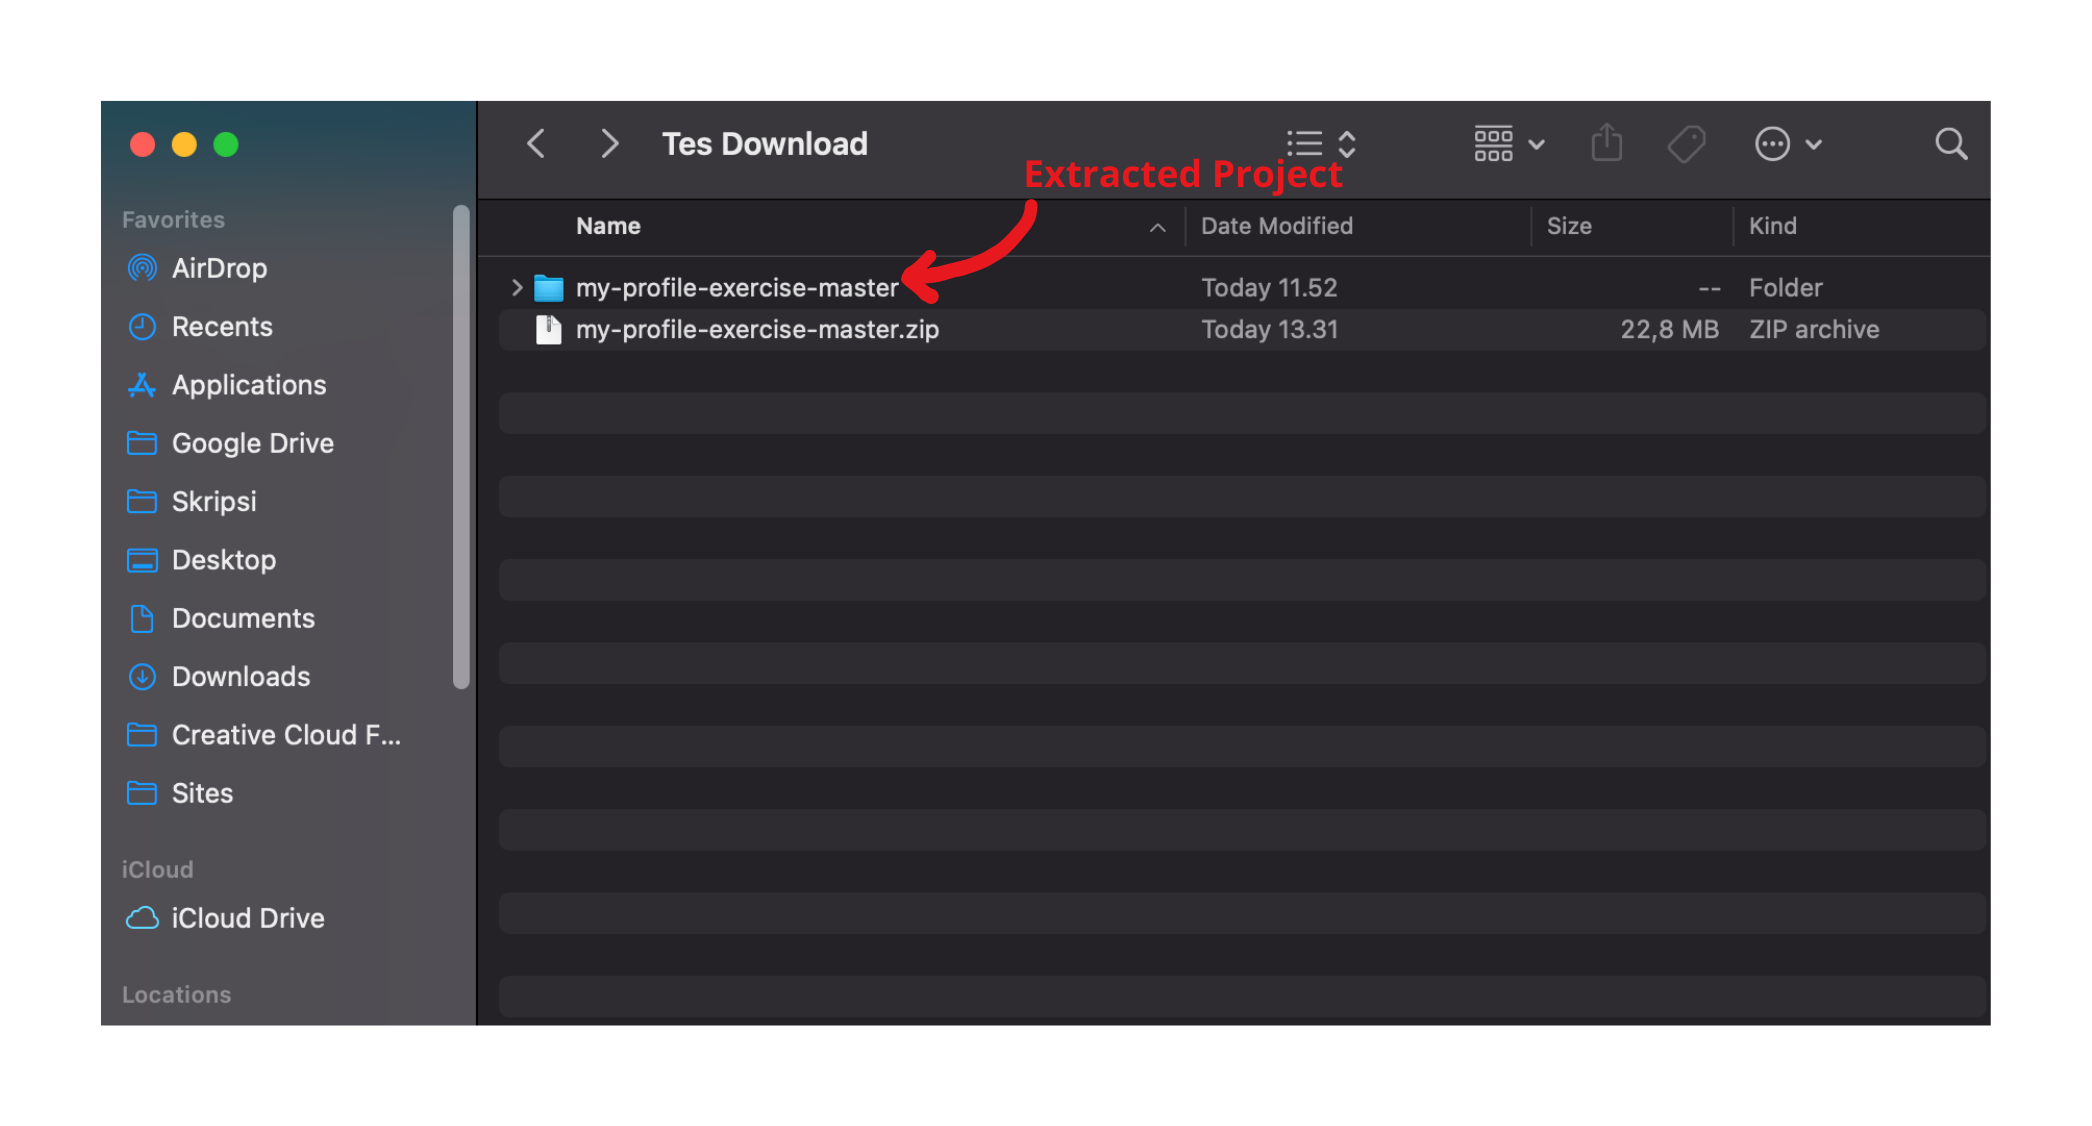 Tes Download
Extracted Project
Favorites
AirDrop
Recents
Applications
Google Drive
Skripsi
Desktop
Documents
Downloads
Creative Cloud F...
Sites
iCloud
iCloud Drive
Locations
Name Date Modified Size Kind
my-profile-exercise-master Today 11.52 -- Folder
my-profile-exercise-master.zip Today 13.31 22,8 MB ZIP archive